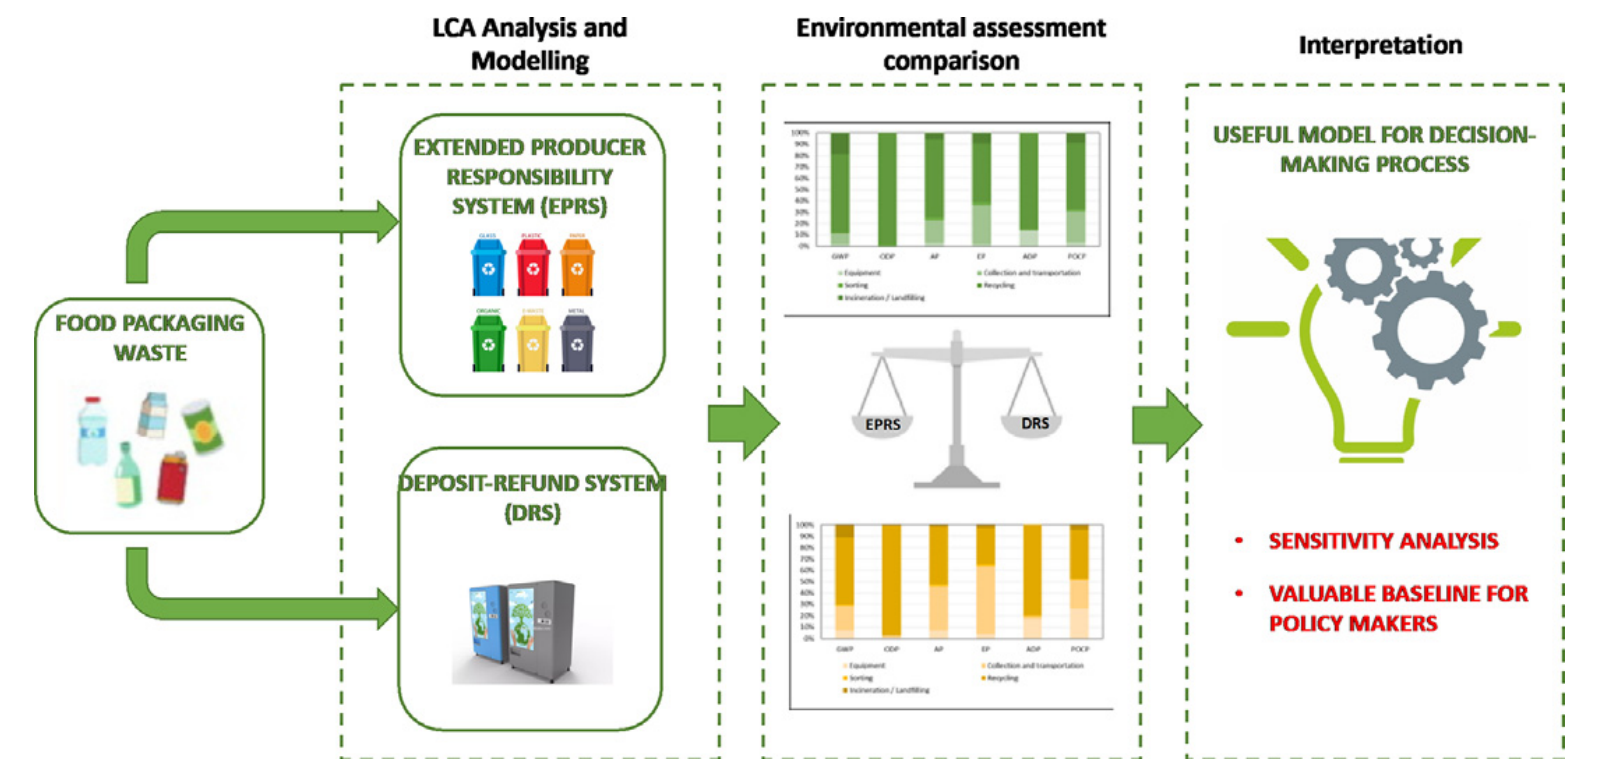 LCA Analysis and
Modelling
Environmental assessment
comparison
Interpretation
FOOD PACKAGING
WASTE
EXTENDED PRODUCER
RESPONSIBILITY
SYSTEM (EPRS)
GLASS PLASTIC PAPER
ORGANIC E-WASTE METAL
DEPOSIT-REFUND SYSTEM
(DRS)
100%
90%
80%
70%
60%
50%
40%
30%
20%
10%
0%
GWP ODP AP EP ADP POCP
Equipment Collection and transportation
Sorting Recycling
Incineration / Landfilling
EPRS DRS
100%
90%
80%
70%
60%
50%
40%
30%
20%
10%
0%
GWP ODP AP EP ADP POCP
Equipment Collection and transportation
Sorting Recycling
Incineration / Landfilling
USEFUL MODEL FOR DECISION-
MAKING PROCESS
• SENSITIVITY ANALYSIS
• VALUABLE BASELINE FOR
POLICY MAKERS